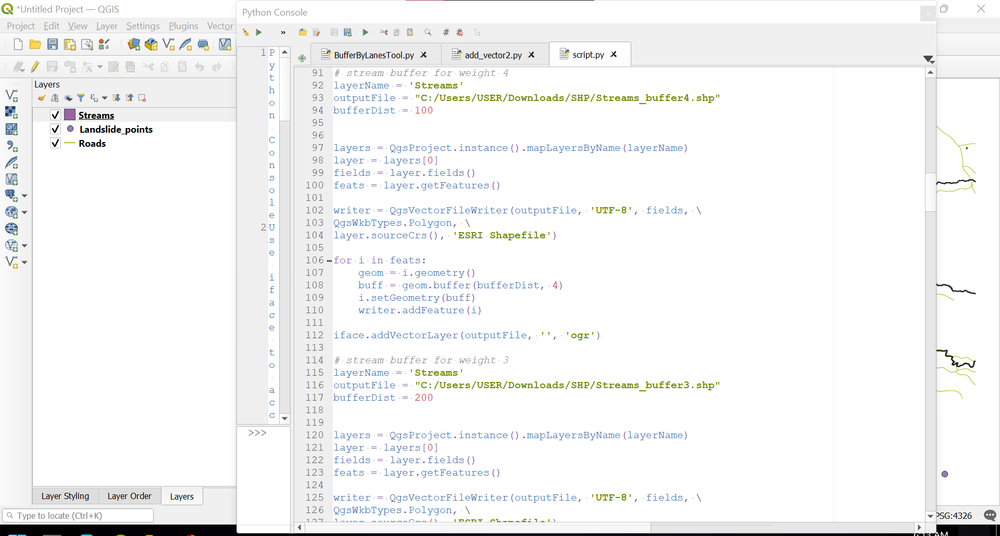 *Untitled Project — QGIS
Project Edit View Layer Settings Plugins Vector
Layers
Streams
Landslide_points
Roads
Layer Styling Layer Order Layers
Type to locate (Ctrl+K)
Python Console
»
1 P
y
t
h
o
n
C
o
n
s
o
l
e
2 U
s
e
i
f
a
c
e
t
o
a
c
c
>>>
BufferByLanesTool.py
add_vector2.py
script.py
91 # stream buffer for weight 4
92 layerName = 'Streams'
93 outputFile = "C:/Users/USER/Downloads/SHP/Streams_buffer4.shp"
94 bufferDist = 100
95
96
97 layers = QgsProject.instance().mapLayersByName(layerName)
98 layer = layers[0]
99 fields = layer.fields()
100 feats = layer.getFeatures()
101
102 writer = QgsVectorFileWriter(outputFile, 'UTF-8', fields, \
103 QgsWkbTypes.Polygon, \
104 layer.sourceCrs(), 'ESRI Shapefile')
105
106 for i in feats:
107 geom = i.geometry()
108 buff = geom.buffer(bufferDist, 4)
109 i.setGeometry(buff)
110 writer.addFeature(i)
111
112 iface.addVectorLayer(outputFile, '', 'ogr')
113
114 # stream buffer for weight 3
115 layerName = 'Streams'
116 outputFile = "C:/Users/USER/Downloads/SHP/Streams_buffer3.shp"
117 bufferDist = 200
118
119
120 layers = QgsProject.instance().mapLayersByName(layerName)
121 layer = layers[0]
122 fields = layer.fields()
123 feats = layer.getFeatures()
124
125 writer = QgsVectorFileWriter(outputFile, 'UTF-8', fields, \
126 QgsWkbTypes.Polygon, \
127 layer.sourceCrs(), 'ESRI Shapefile')
PSG:4326
6:13 AM